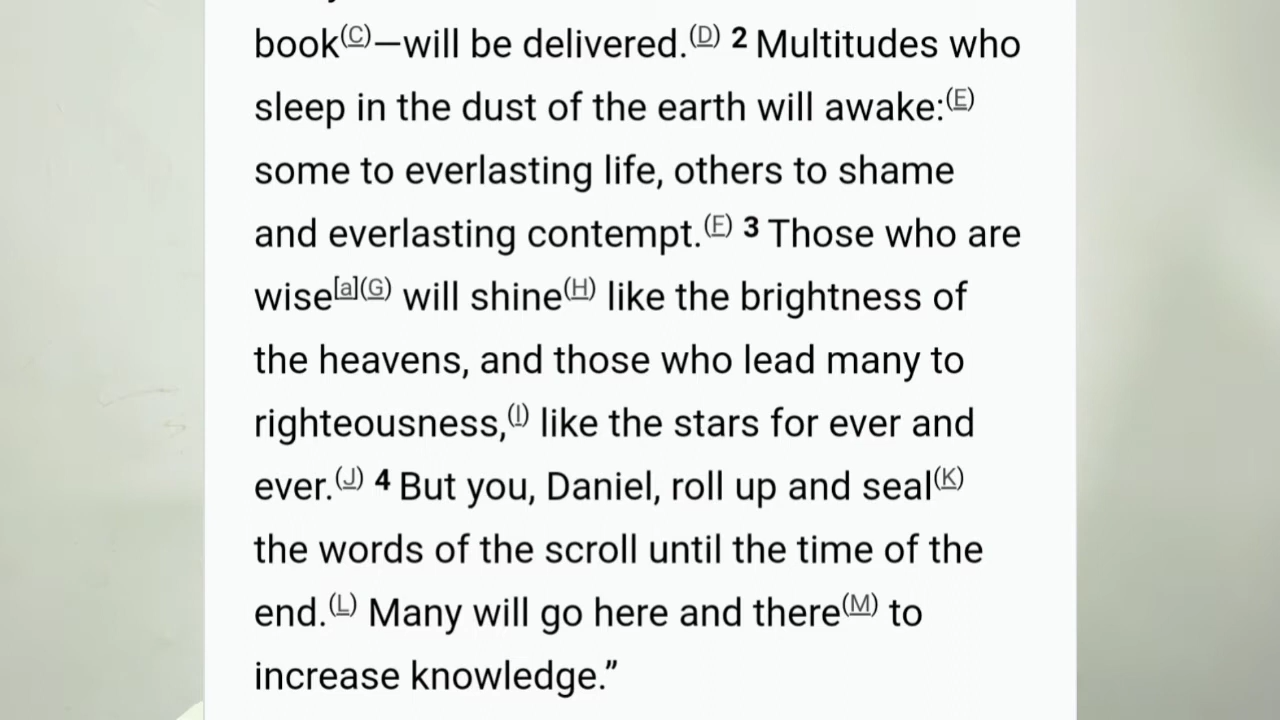 book(C)—will be delivered.(D) 2 Multitudes who
sleep in the dust of the earth will awake:(E)
some to everlasting life, others to shame
and everlasting contempt.(F) 3 Those who are
wise[a](G) will shine(H) like the brightness of
the heavens, and those who lead many to
righteousness,(I) like the stars for ever and
ever.(J) 4 But you, Daniel, roll up and seal(K)
the words of the scroll until the time of the
end.(L) Many will go here and there(M) to
increase knowledge.”